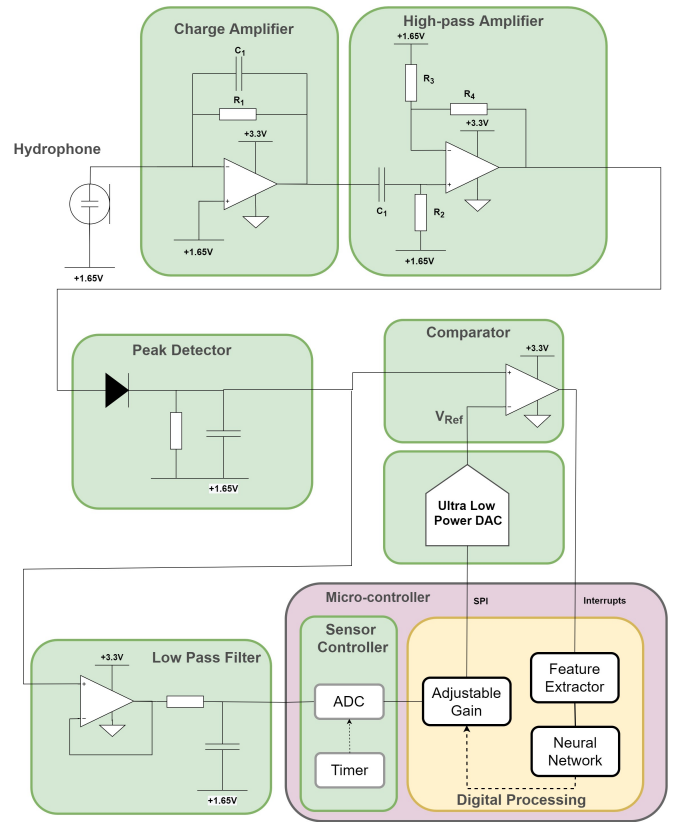 Charge Amplifier
High-pass Amplifier
+1.65V
C1
R3
R1
R4
+3.3V
+3.3V
Hydrophone
−
+
−
+
C1
R2
+1.65V
+1.65V
+1.65V
Peak Detector
Comparator
+3.3V
+
−
VRef
+1.65V
Ultra Low
Power DAC
Micro-controller
SPI
Interrupts
Sensor
Controller
Low Pass Filter
+3.3V
+
−
ADC
Adjustable
Gain
Feature
Extractor
Timer
Neural
Network
+1.65V
Digital Processing